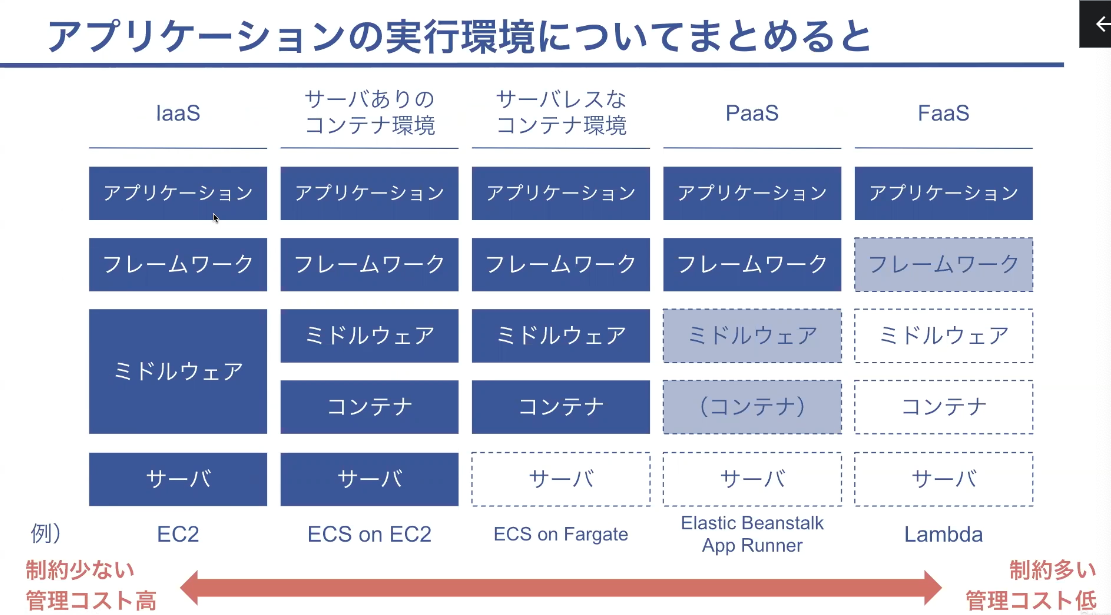 アプリケーションの実行環境についてまとめると
IaaS
サーバありの
コンテナ環境
サーバレスな
コンテナ環境
PaaS
FaaS
アプリケーション
アプリケーション
アプリケーション
アプリケーション
アプリケーション
フレームワーク
フレームワーク
フレームワーク
フレームワーク
フレームワーク
ミドルウェア
ミドルウェア
ミドルウェア
ミドルウェア
ミドルウェア
コンテナ
コンテナ
（コンテナ）
コンテナ
サーバ
サーバ
サーバ
サーバ
サーバ
例）
EC2
ECS on EC2
ECS on Fargate
Elastic Beanstalk
App Runner
Lambda
制約少ない
管理コスト高
制約多い
管理コスト低